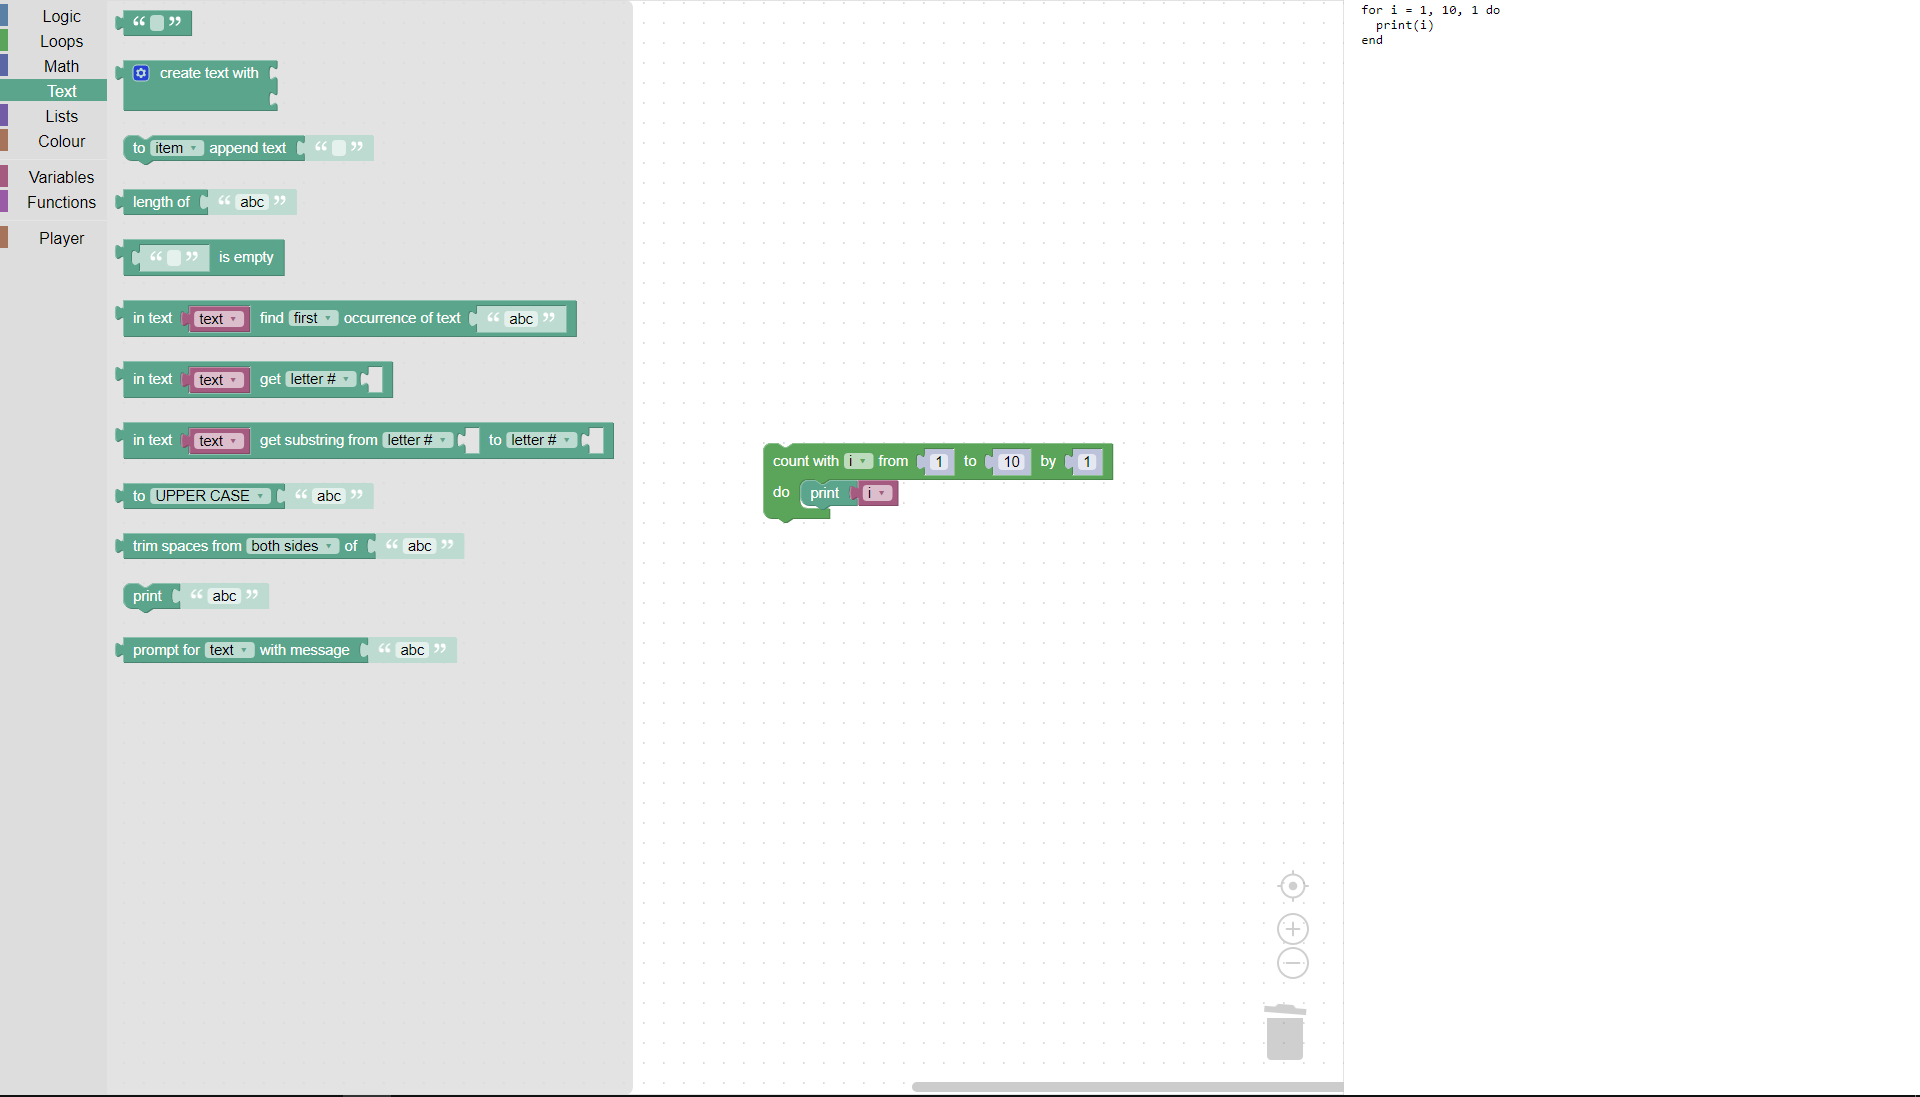 Logic
Loops
Math
Text
Lists
Colour
Variables
Functions
Player
“ ”
create text with
to item append text “ ”
length of “ abc ”
“ ” is empty
in text text find first occurrence of text “ abc ”
in text text get letter #
in text text get substring from letter # to letter #
to UPPER CASE “ abc ”
trim spaces from both sides of “ abc ”
print “ abc ”
prompt for text with message “ abc ”
count with i from 1 to 10 by 1
do print i
for i = 1, 10, 1 do
  print(i)
end